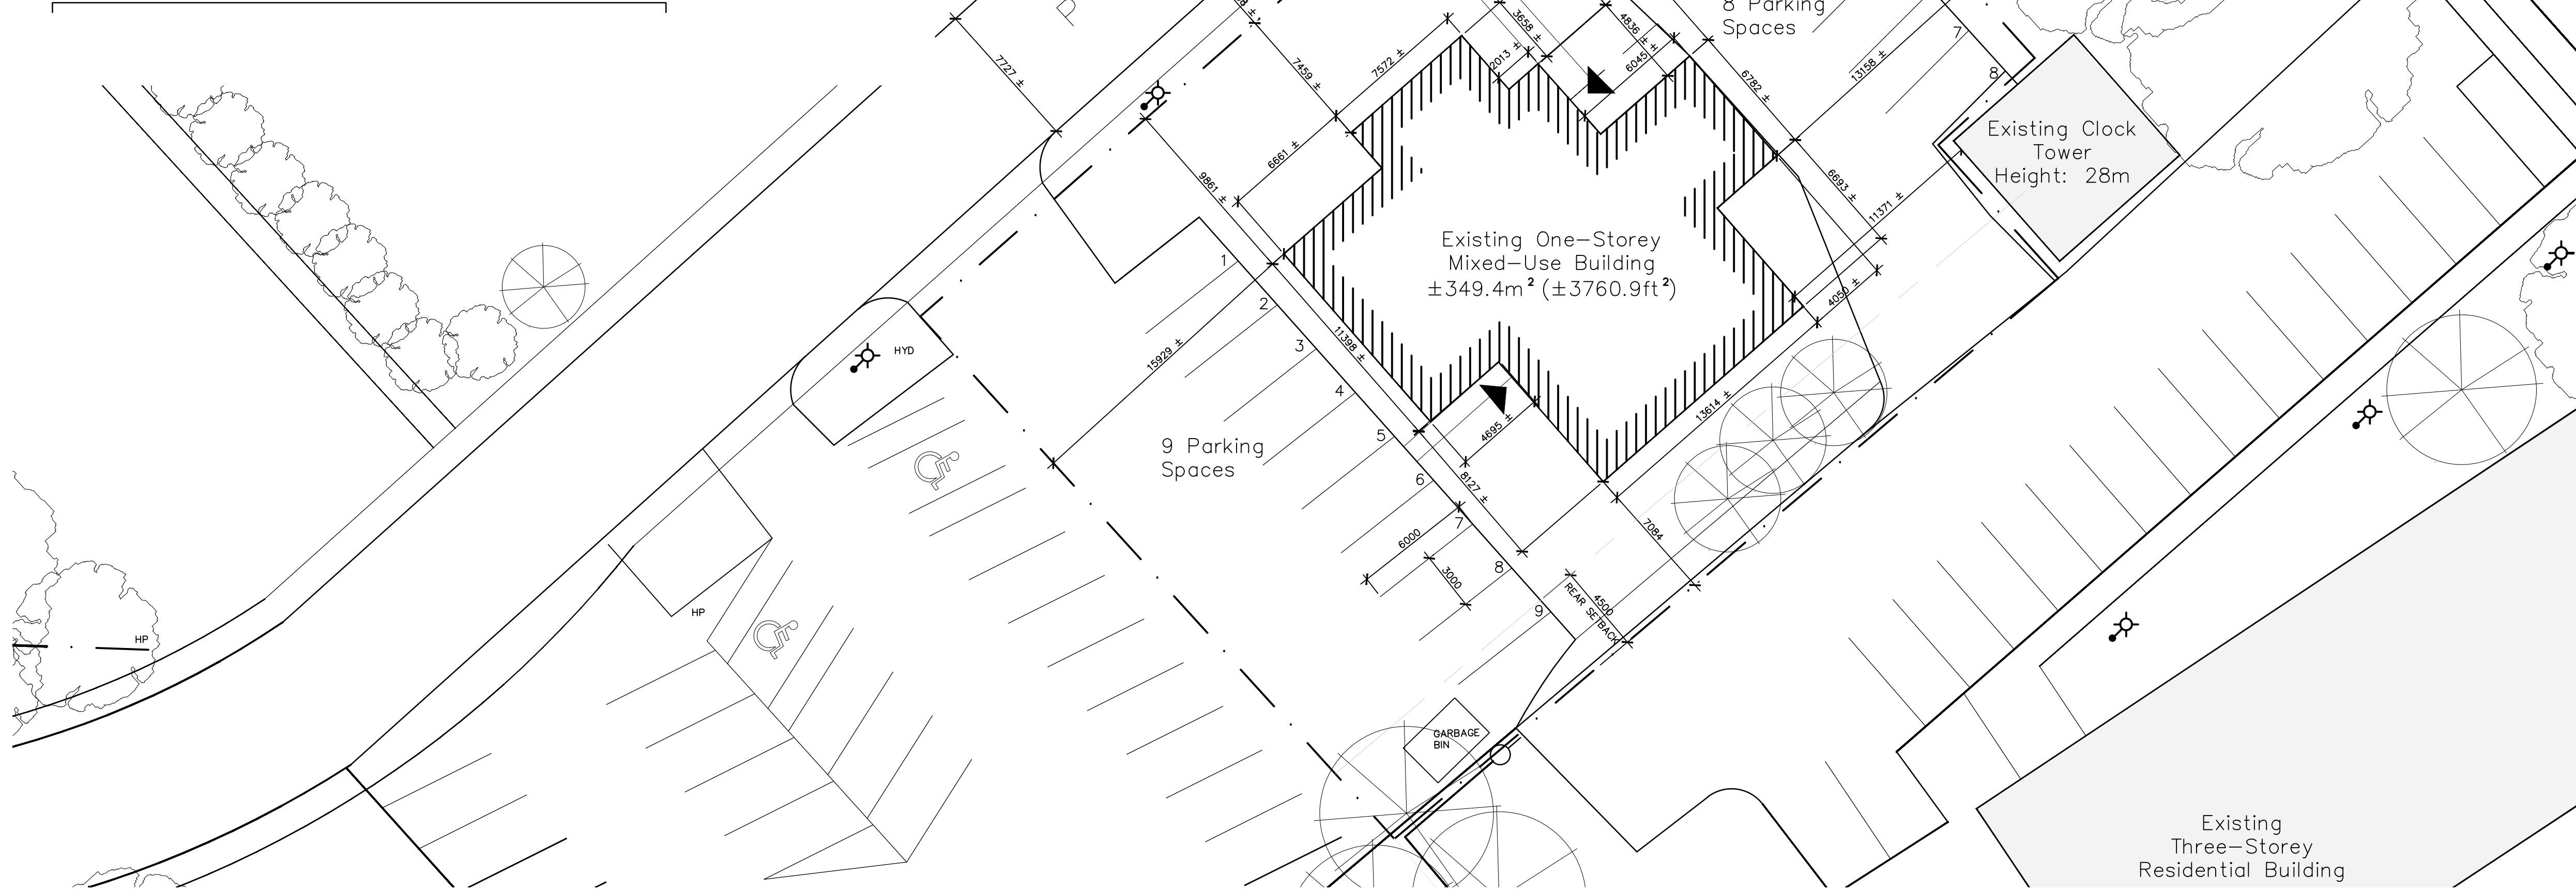 8 Parking
Spaces
7
8
7727 ±
7459 ±
7572 ±
3658 ±
2013 ±
4836 ±
6045 ±
6782 ±
13158 ±
Existing Clock
Tower
Height: 28m
6661 ±
9861 ±
6693 ±
11371 ±
4050 ±
Existing One-Storey
Mixed-Use Building
±349.4m² (±3760.9ft²)
1
2
3
4
5
6
7
8
9
HYD
15929 ±
11398 ±
9 Parking
Spaces
4695 ±
13614 ±
8127 ±
7084
6000
3000
4500
REAR SETBACK
HP
HP
GARBAGE
BIN
Existing
Three-Storey
Residential Building